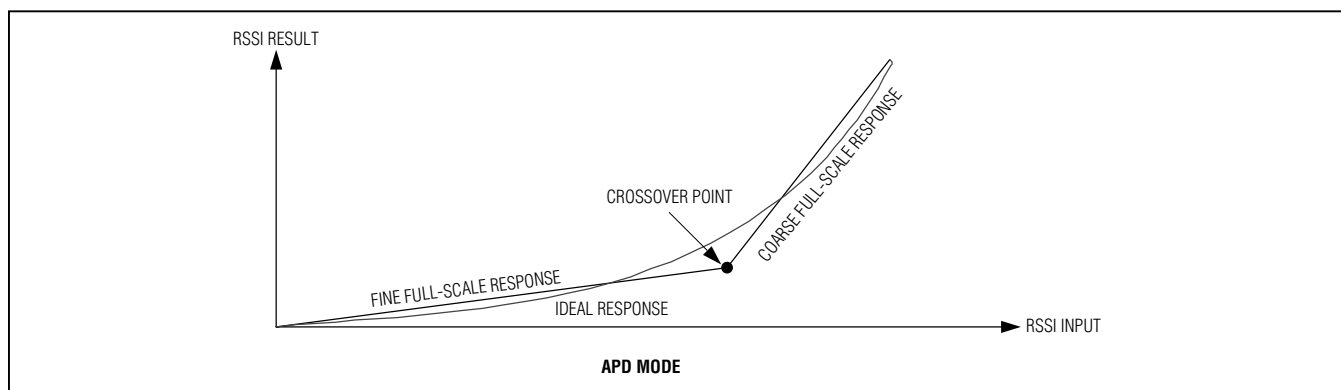 RSSI RESULT
COARSE FULL-SCALE RESPONSE
CROSSOVER POINT
FINE FULL-SCALE RESPONSE
IDEAL RESPONSE
RSSI INPUT
APD MODE